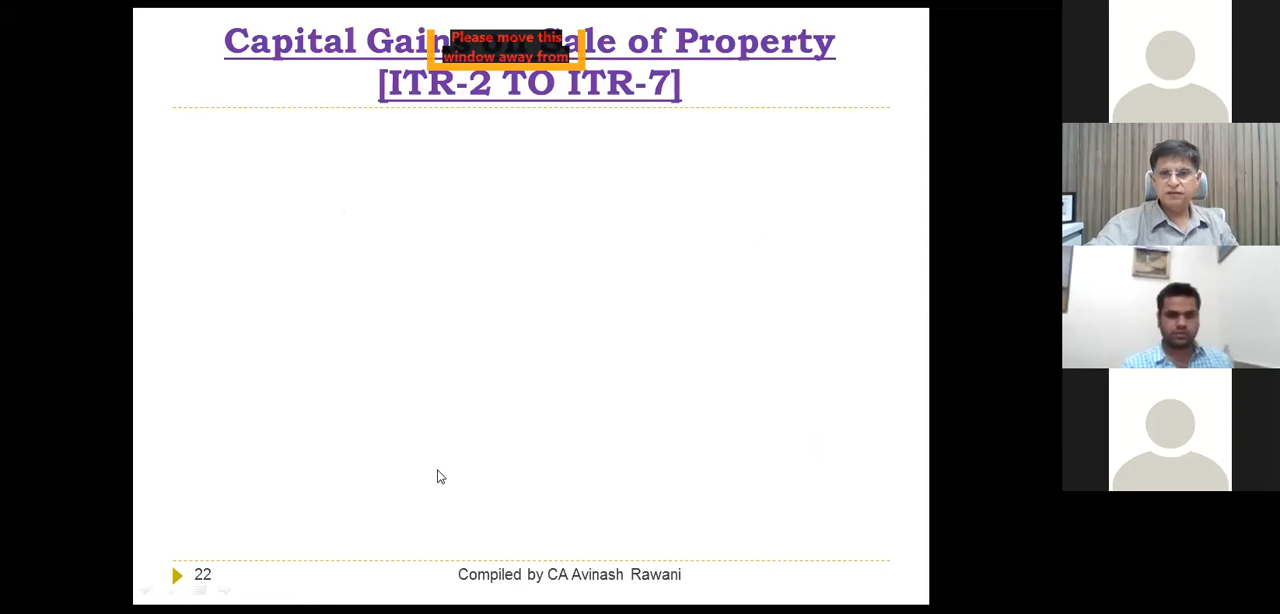 Capital Gain ale of Property
Please move this
window away from
[ITR-2 TO ITR-7]
22
Compiled by CA Avinash Rawani